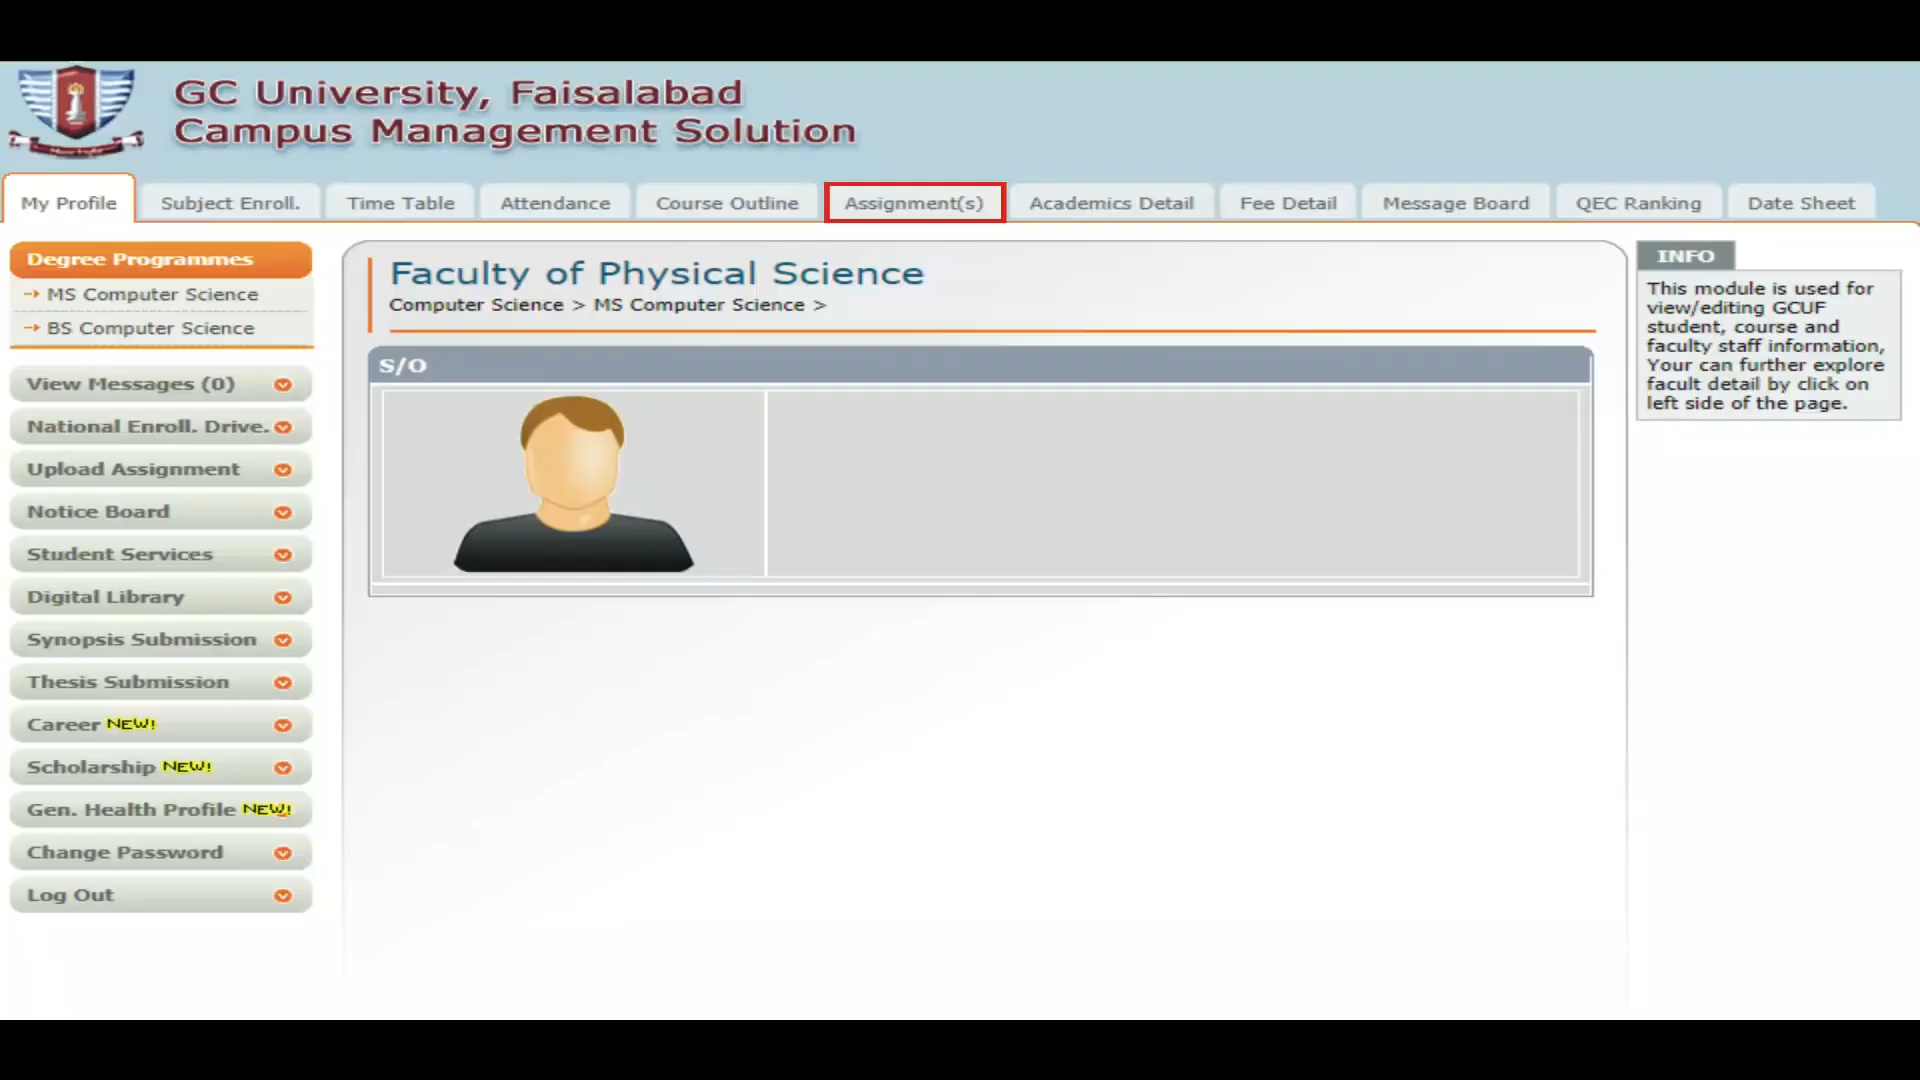 GC University, Faisalabad
Campus Management Solution
My Profile
Subject Enroll.
Time Table
Attendance
Course Outline
Assignment(s)
Academics Detail
Fee Detail
Message Board
QEC Ranking
Date Sheet
Degree Programmes
MS Computer Science
BS Computer Science
View Messages (0)
National Enroll. Drive.
Upload Assignment
Notice Board
Student Services
Digital Library
Synopsis Submission
Thesis Submission
Career NEW!
Scholarship NEW!
Gen. Health Profile NEW!
Change Password
Log Out
Faculty of Physical Science
Computer Science > MS Computer Science >
S/O
INFO
This module is used for
view/editing GCUF
student, course and
faculty staff information,
Your can further explore
facult detail by click on
left side of the page.